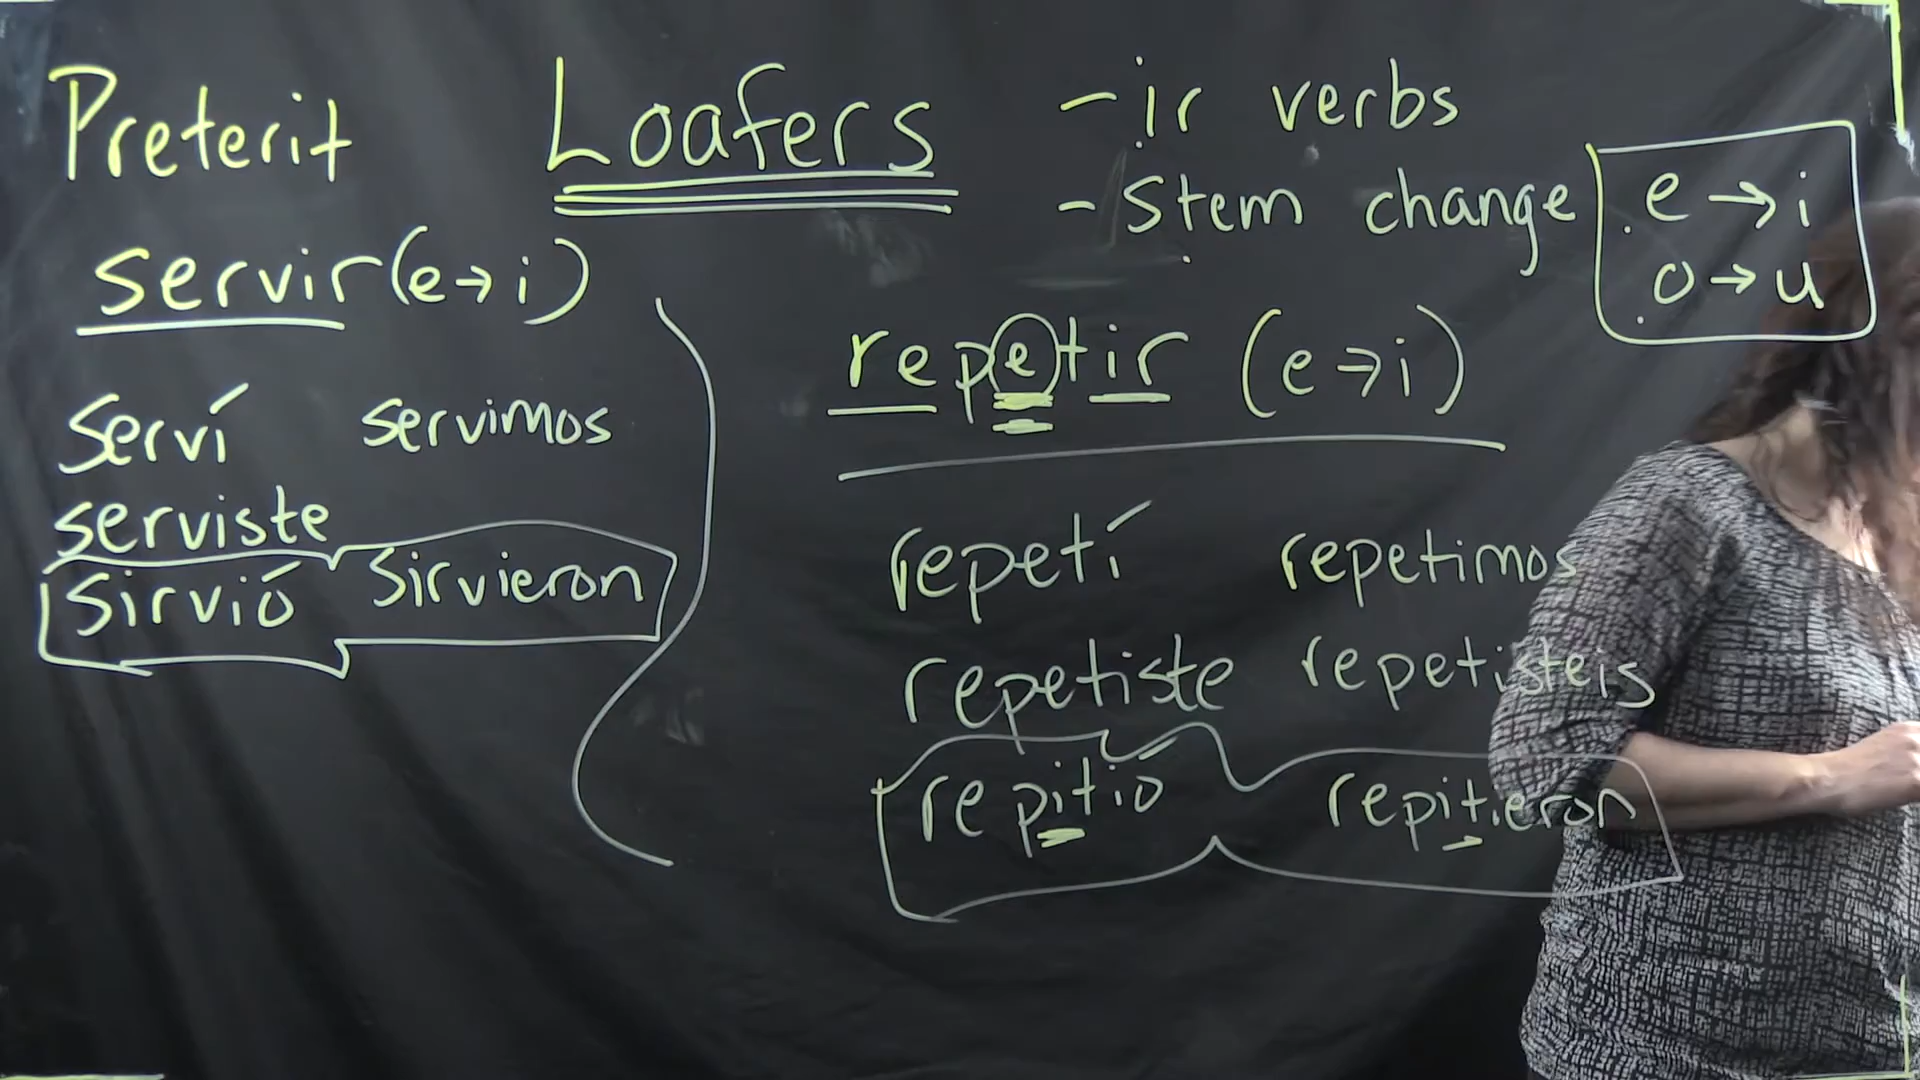 Preterit
Loafers
-ir verbs
-Stem change
e→i
o→u
servir (e→i)
serví servimos
serviste
sirvió sirvieron
repetir (e→i)
repetí repetimos
repetiste repetisteis
repitió repitieron